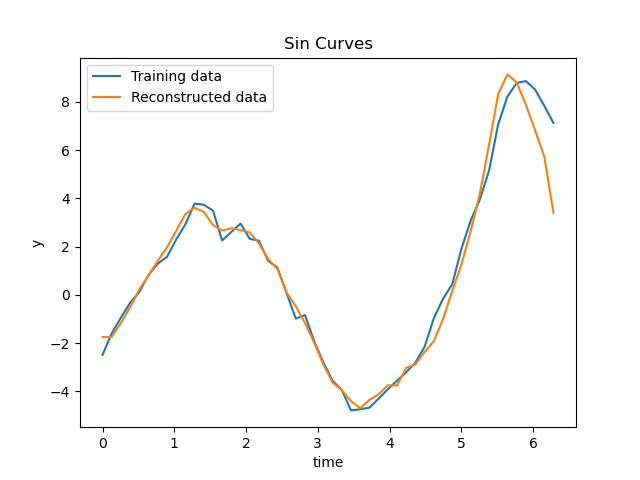 Sin Curves
Training data
Reconstructed data
y
8
6
4
2
0
−2
−4
0 1 2 3 4 5 6
time